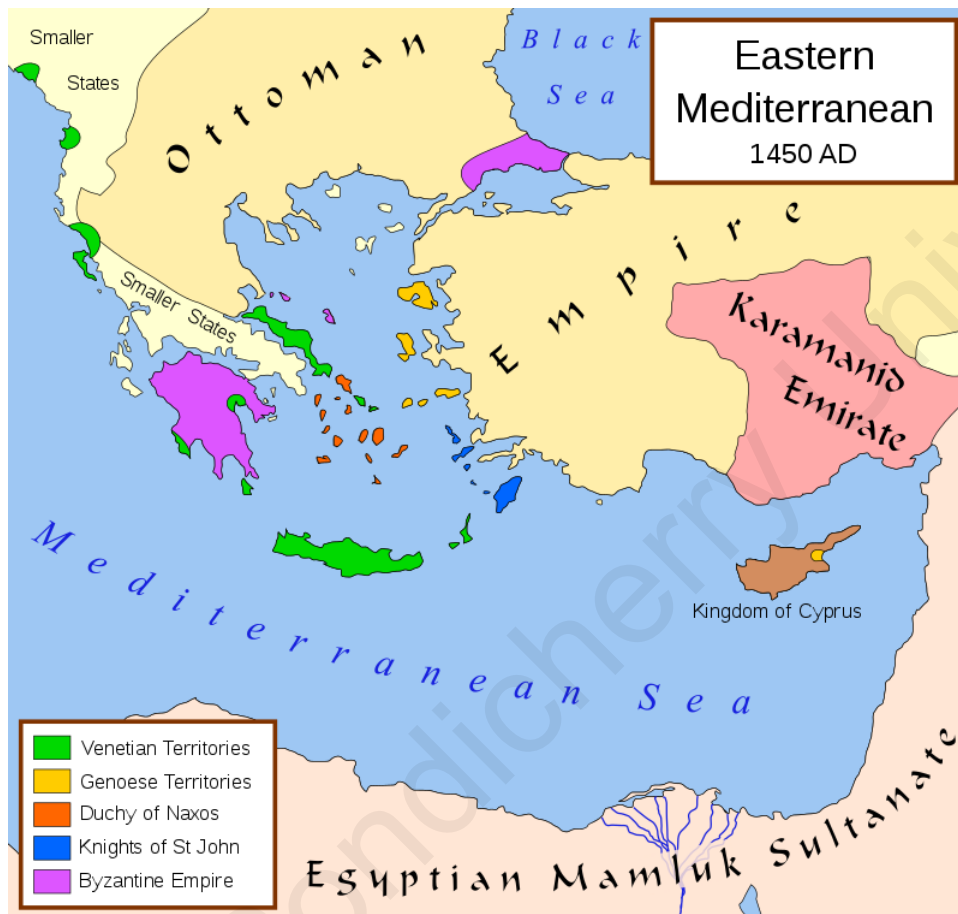 Smaller
States
Ottoman
Black
Sea
Eastern
Mediterranean
1450 AD
Empire
Smaller States
Karamanid
Emirate
Mediterranean Sea
Kingdom of Cyprus
Venetian Territories
Genoese Territories
Duchy of Naxos
Knights of St John
Byzantine Empire
Egyptian Mamluk Sultanate